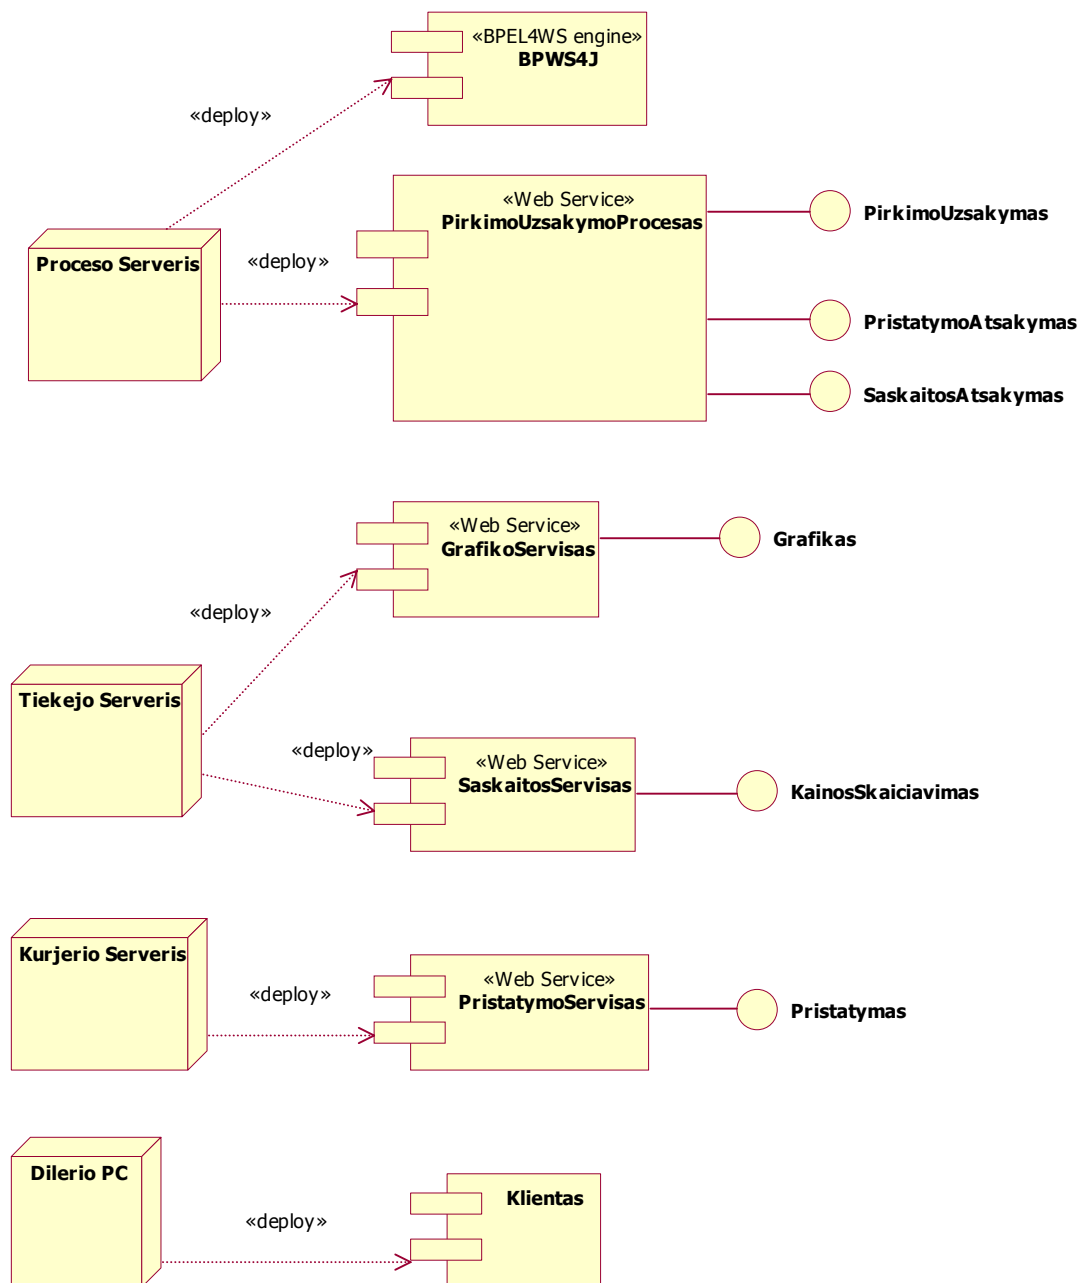 «BPEL4WS engine»
BPWS4J
«deploy»
«Web Service»
PirkimoUzsakymoProcesas
PirkimoUzsakymas
Proceso Serveris
«deploy»
PristatymoAtsakymas
SaskaitosAtsakymas
«Web Service»
GrafikoServisas
Grafikas
«deploy»
Tiekejo Serveris
«deploy»
«Web Service»
SaskaitosServisas
KainosSkaiciavimas
Kurjerio Serveris
«deploy»
«Web Service»
PristatymoServisas
Pristatymas
Dilerio PC
«deploy»
Klientas